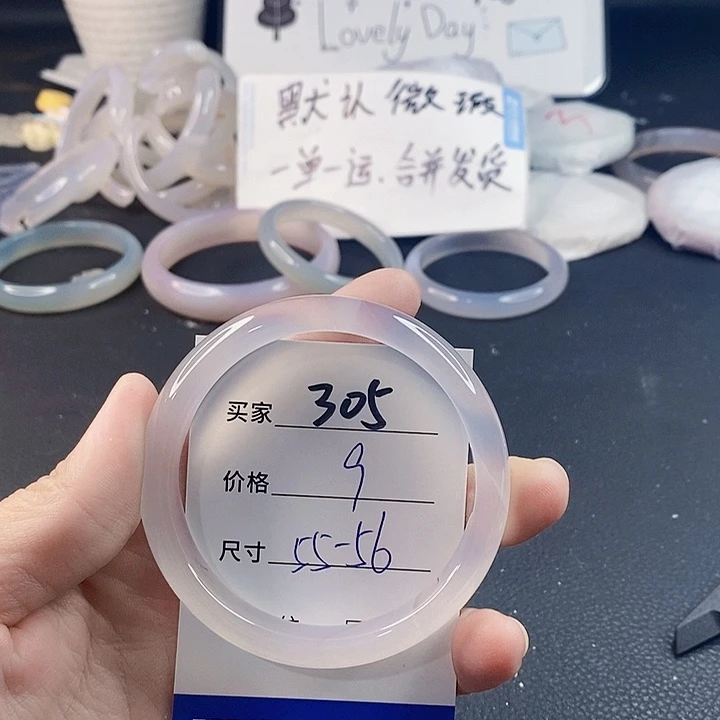 Lovely Day
默认微瑕
一单一运.合并发货
买家 305
价格 9
尺寸 55-56